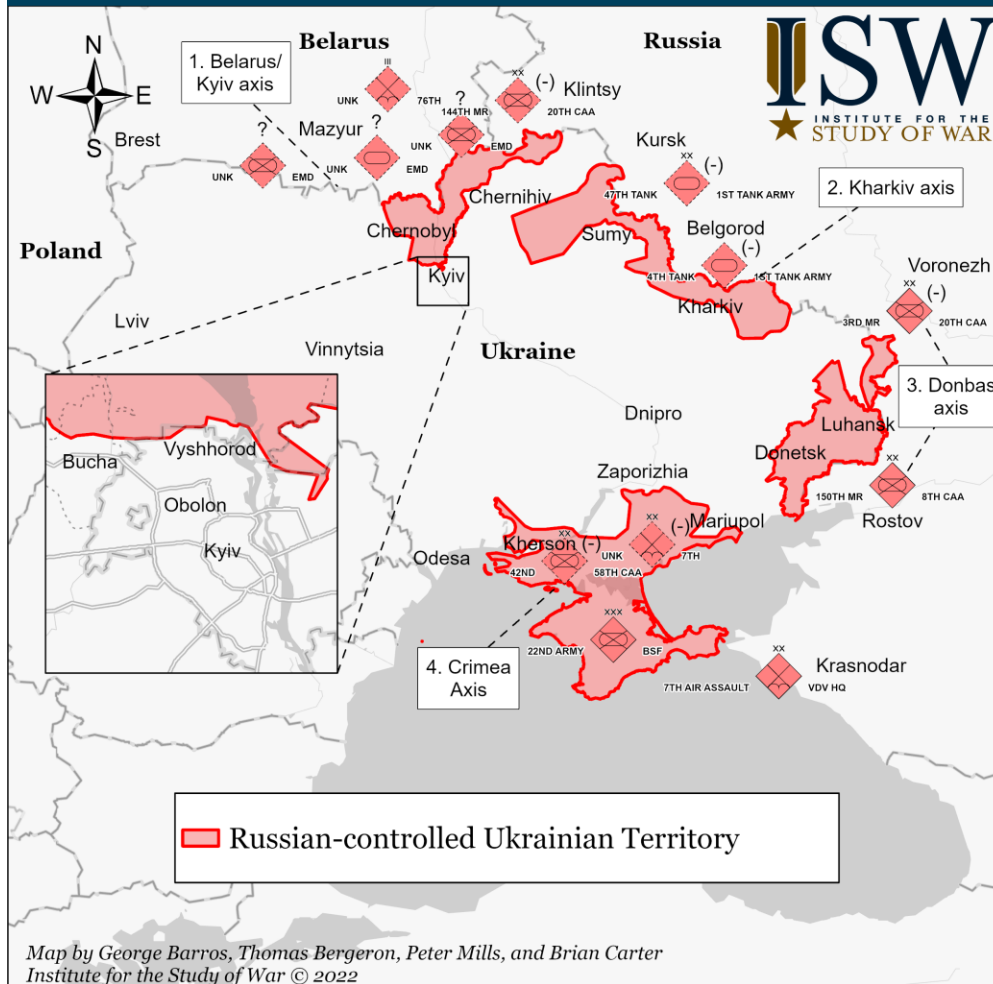 Belarus
Russia
ISW
INSTITUTE FOR THE
STUDY OF WAR
N
W
E
S
1. Belarus/
Kyiv axis
III
UNK
76TH
XX
(-)
Klintsy
20TH CAA
?
144TH MR
UNK
EMD
Brest
?
UNK
EMD
Mazyur
?
UNK
EMD
Kursk
XX
(-)
47TH TANK
1ST TANK ARMY
2. Kharkiv axis
Chernihiv
Chernobyl
Sumy
Belgorod
(-)
4TH TANK
1ST TANK ARMY
Poland
Kyiv
Kharkiv
Voronezh
XX
(-)
3RD MR
20TH CAA
Lviv
Vinnytsia
Ukraine
3. Donbas
axis
Dnipro
Luhansk
Donetsk
XX
150TH MR
8TH CAA
Rostov
Vyshhorod
Bucha
Obolon
Kyiv
Zaporizhia
Mariupol
XX
(-)
UNK
7TH
Odesa
XX
Kherson (-)
42ND
58TH CAA
XXX
22ND ARMY
BSF
4. Crimea
Axis
XX
Krasnodar
7TH AIR ASSAULT
VDV HQ
Russian-controlled Ukrainian Territory
Map by George Barros, Thomas Bergeron, Peter Mills, and Brian Carter
Institute for the Study of War © 2022